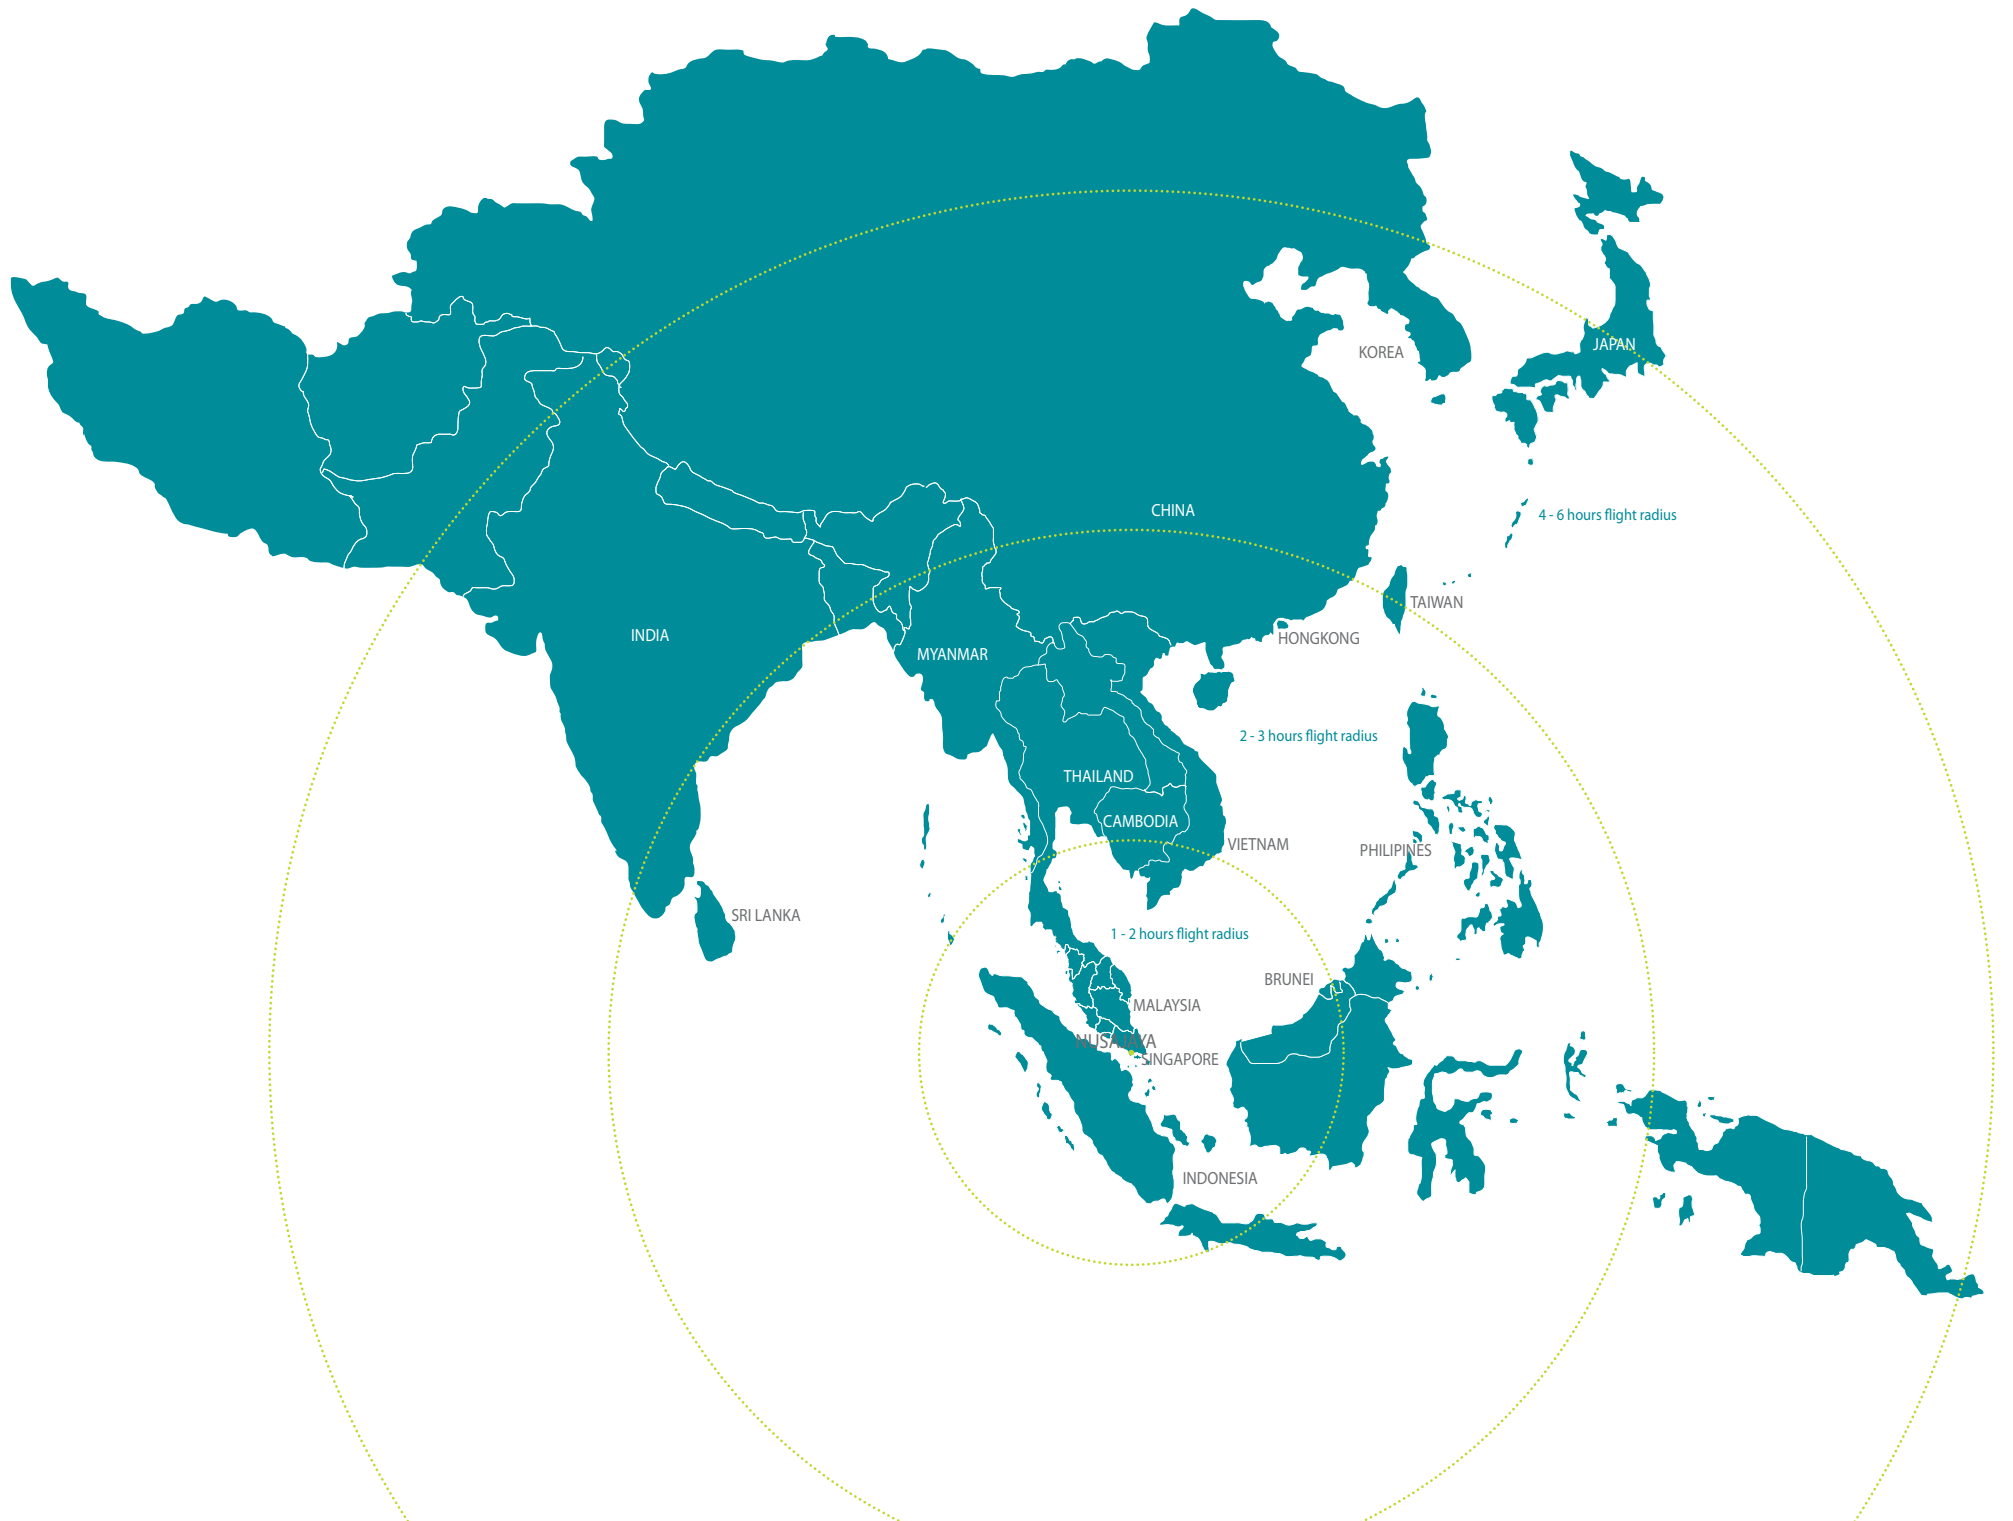 KOREA
JAPAN
CHINA
4 - 6 hours flight radius
TAIWAN
INDIA
HONGKONG
MYANMAR
2 - 3 hours flight radius
THAILAND
CAMBODIA
VIETNAM
PHILIPINES
SRI LANKA
1 - 2 hours flight radius
BRUNEI
MALAYSIA
NUSAJAYA
SINGAPORE
INDONESIA